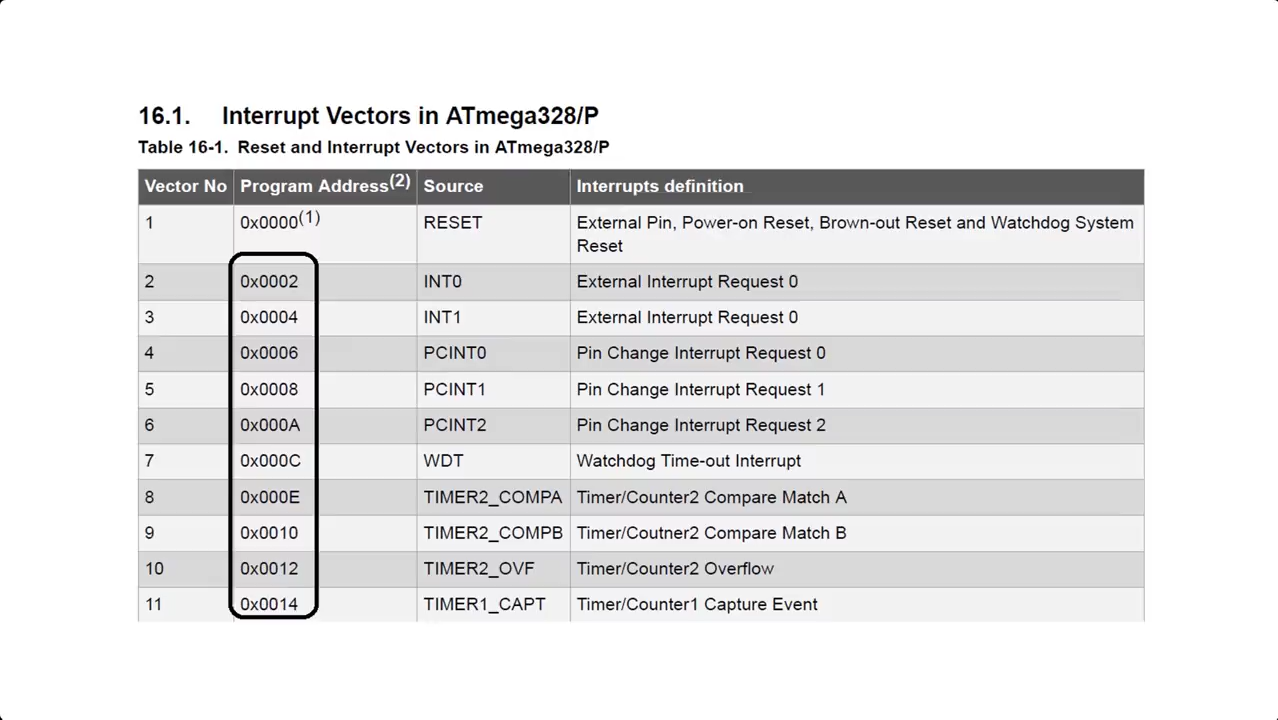 16.1. Interrupt Vectors in ATmega328/P
Table 16-1. Reset and Interrupt Vectors in ATmega328/P
Vector No Program Address(2) Source Interrupts definition
1 0x0000(1) RESET External Pin, Power-on Reset, Brown-out Reset and Watchdog System
Reset
2 0x0002 INT0 External Interrupt Request 0
3 0x0004 INT1 External Interrupt Request 0
4 0x0006 PCINT0 Pin Change Interrupt Request 0
5 0x0008 PCINT1 Pin Change Interrupt Request 1
6 0x000A PCINT2 Pin Change Interrupt Request 2
7 0x000C WDT Watchdog Time-out Interrupt
8 0x000E TIMER2_COMPA Timer/Counter2 Compare Match A
9 0x0010 TIMER2_COMPB Timer/Coutner2 Compare Match B
10 0x0012 TIMER2_OVF Timer/Counter2 Overflow
11 0x0014 TIMER1_CAPT Timer/Counter1 Capture Event